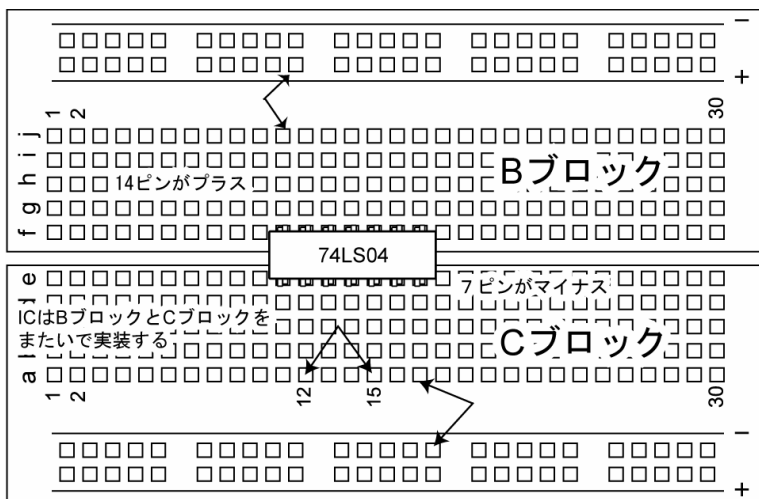 −
+
1 2 30
j
i
h
g
f
14ピンがプラス
Bブロック
74LS04
e
d
7ピンがマイナス
ICはBブロックとCブロックを
またいで実装する
Cブロック
a
1 2 12 15 30
−
+